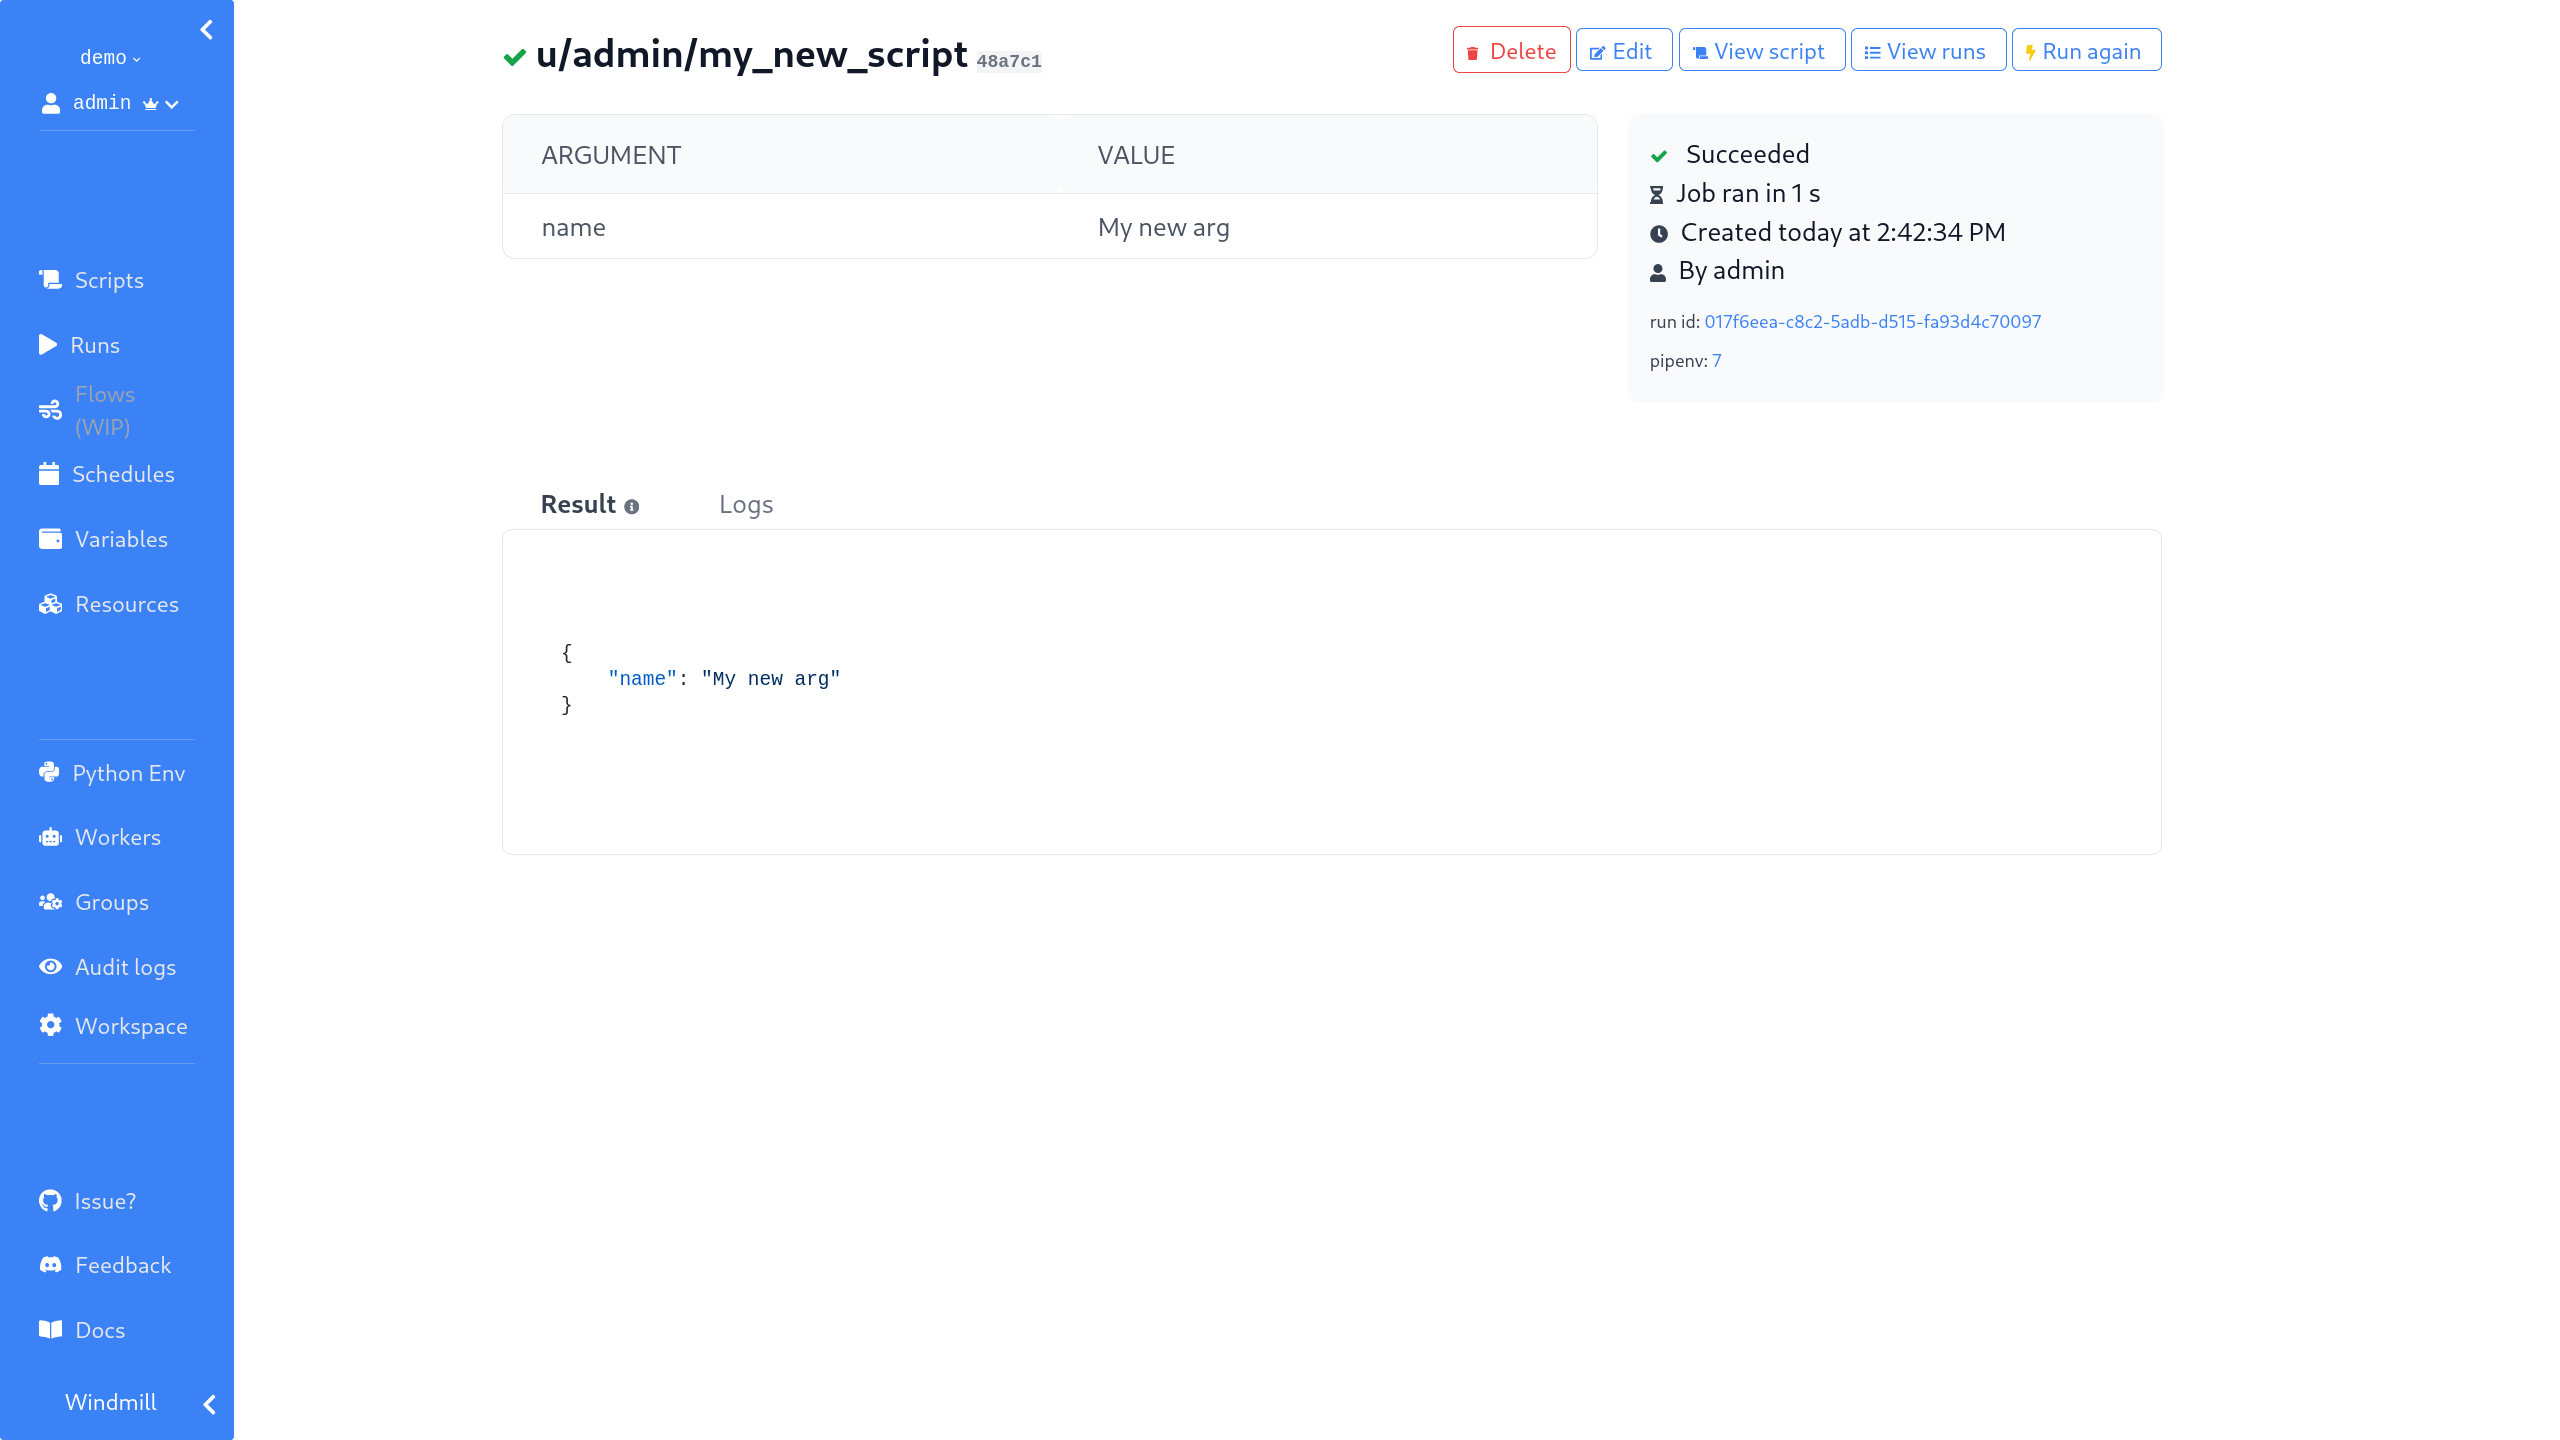 demo
admin
Scripts
Runs
Flows
(WIP)
Schedules
Variables
Resources
Python Env
Workers
Groups
Audit logs
Workspace
Issue?
Feedback
Docs
Windmill
u/admin/my_new_script 48a7c1
Delete Edit View script View runs Run again
ARGUMENT VALUE
name My new arg
Succeeded
Job ran in 1 s
Created today at 2:42:34 PM
By admin
run id: 017f6eea-c8c2-5adb-d515-fa93d4c70097
pipenv: 7
Result Logs
{
"name": "My new arg"
}